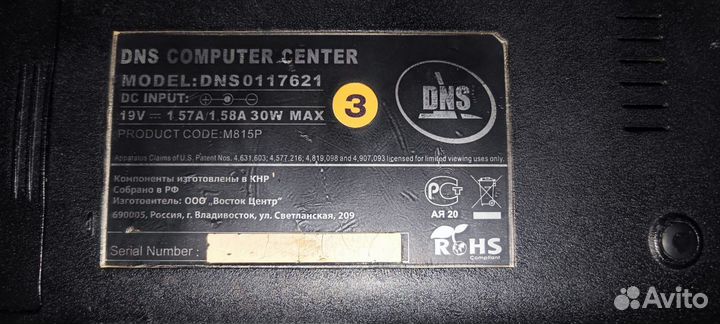 DNS COMPUTER CENTER
MODEL:DNS0117621
DC INPUT:
19V 1.57A/1.58A 30W MAX
PRODUCT CODE:M815P
3
DNS
Apparatus Claims of U.S. Patent Nos. 4,631,603; 4,577,216; 4,819,098 and 4,907,093 licensed for limited viewing uses only.
Компоненты изготовлены в КНР
Собрано в РФ
Изготовитель: ООО „Восток Центр"
690005, Россия, г. Владивосток, ул. Светланская, 209
РСТ
АЯ 20
Serial Number :
RoHS
Compliant
Avito